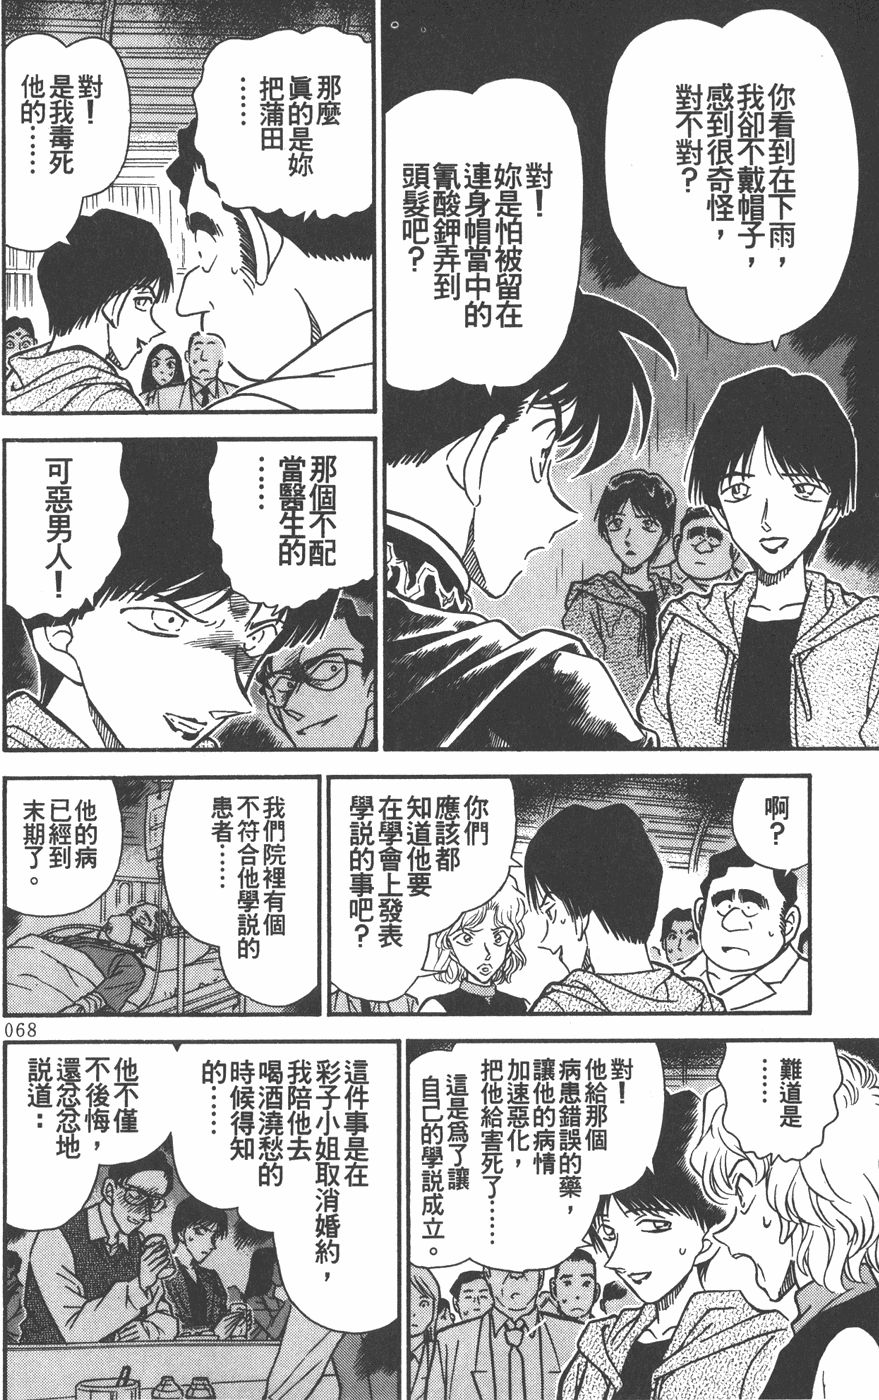 你看到在下雨，
我卻不戴帽子，
感到很奇怪，
對不對？
對！
妳是怕被留在
連身帽當中的
氰酸鉀弄到
頭髮吧？
那麼
真的是妳
把蒲田
……
對！
是我毒死
他的……
那個不配
當醫生的
……
可惡男人！
啊？
你們
應該都
知道他要
在學會上發表
學說的事吧？
我們院裡有個
不符合他學說的
患者……
他的病
已經到
末期了。
難道是
……
對！
他給那個
病患錯誤的藥，
讓他的病情
加速惡化，
把他給害死了……
這是為了讓
自己的學說成立。
這件事是在
彩子小姐取消婚約，
我陪他去
喝酒澆愁的
時候得知
的……
他不僅
不後悔，
還忿忿地
說道：
068